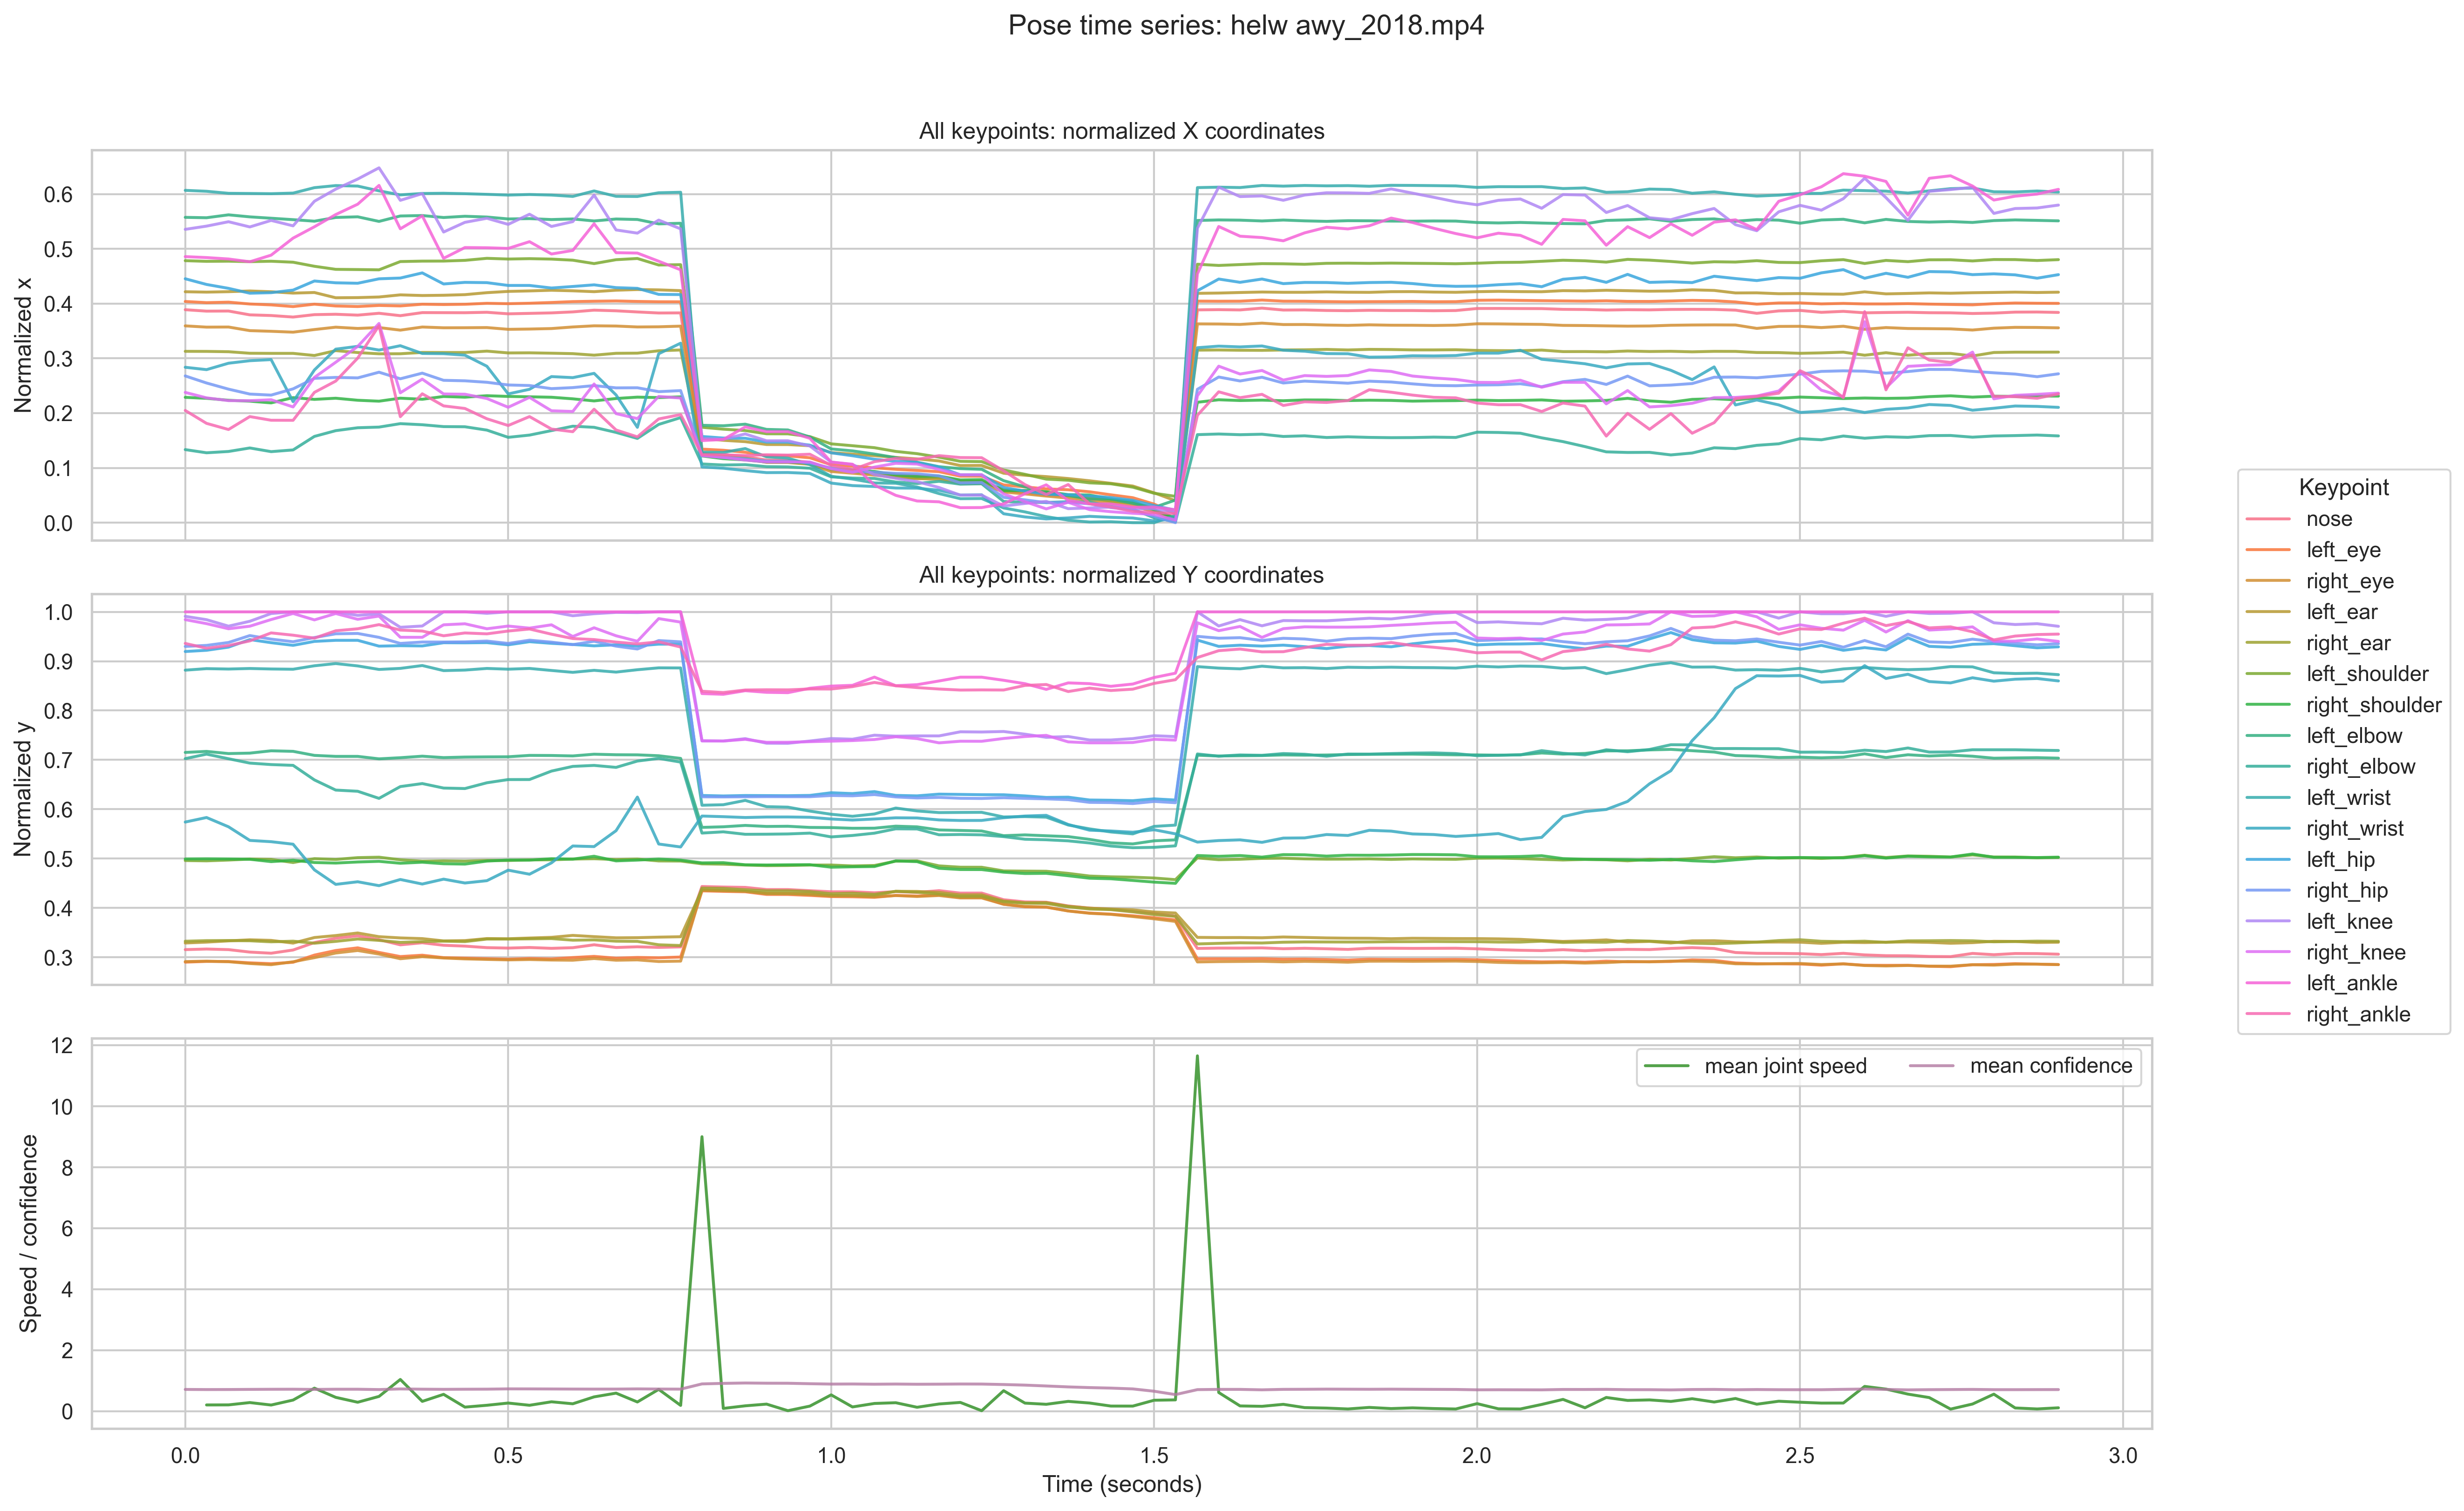 Pose time series: helw awy_2018.mp4
All keypoints: normalized X coordinates
Normalized x
0.6
0.5
0.4
0.3
0.2
0.1
0.0
All keypoints: normalized Y coordinates
Normalized y
1.0
0.9
0.8
0.7
0.6
0.5
0.4
0.3
Keypoint
nose
left_eye
right_eye
left_ear
right_ear
left_shoulder
right_shoulder
left_elbow
right_elbow
left_wrist
right_wrist
left_hip
right_hip
left_knee
right_knee
left_ankle
right_ankle
Speed / confidence
12
10
8
6
4
2
0
mean joint speed mean confidence
0.0 0.5 1.0 1.5 2.0 2.5 3.0
Time (seconds)